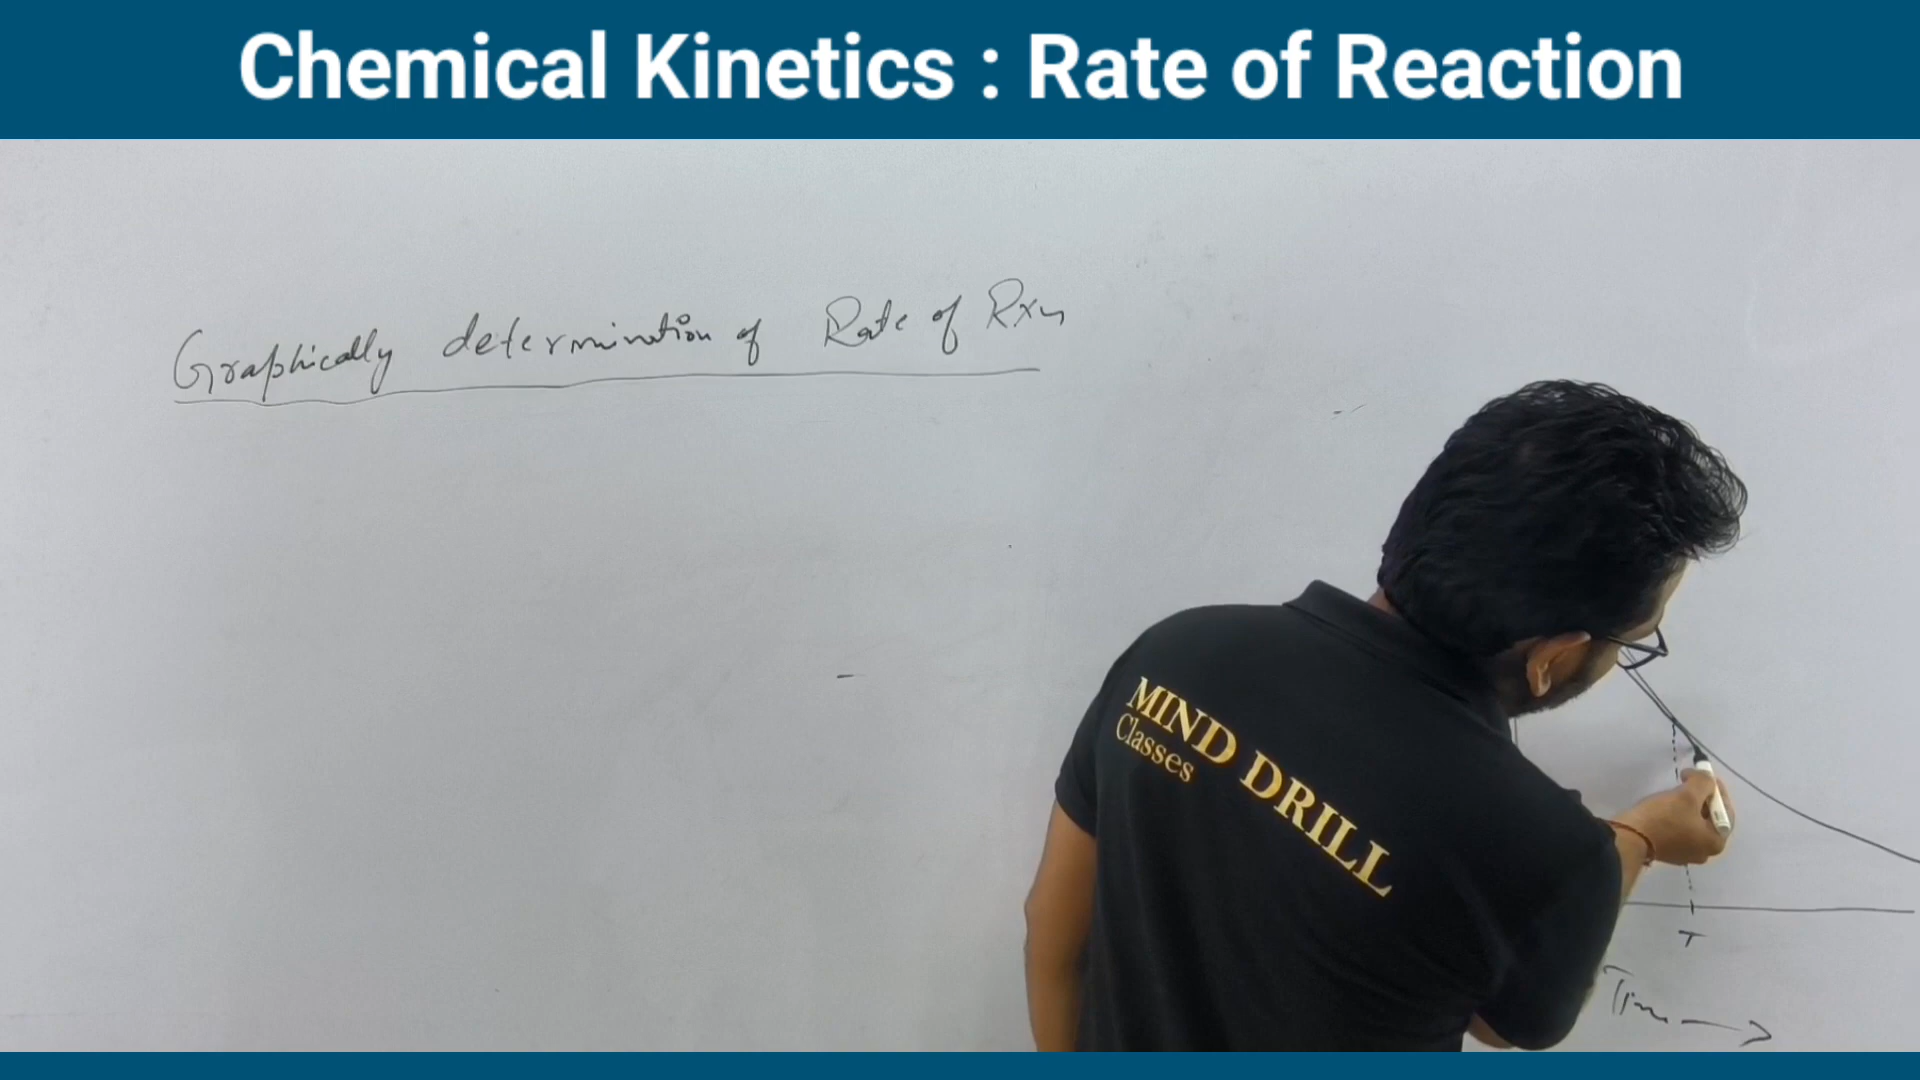 Chemical Kinetics : Rate of Reaction
Graphically determination of Rate of Rxn
MIND DRILL
Classes
T
Time